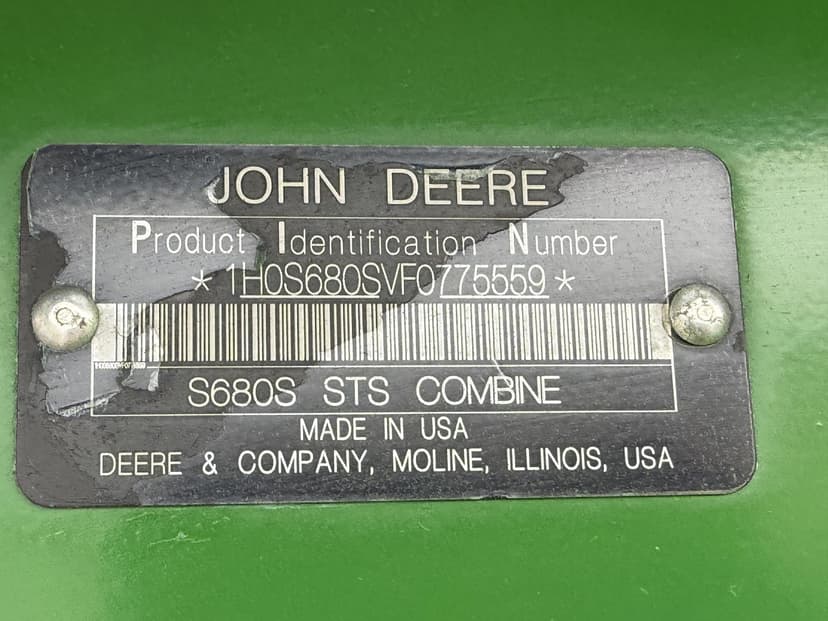 JOHN DEERE
Product Identification Number
*1H0S680SVF0775559*
S680S STS COMBINE
MADE IN USA
DEERE & COMPANY, MOLINE, ILLINOIS, USA